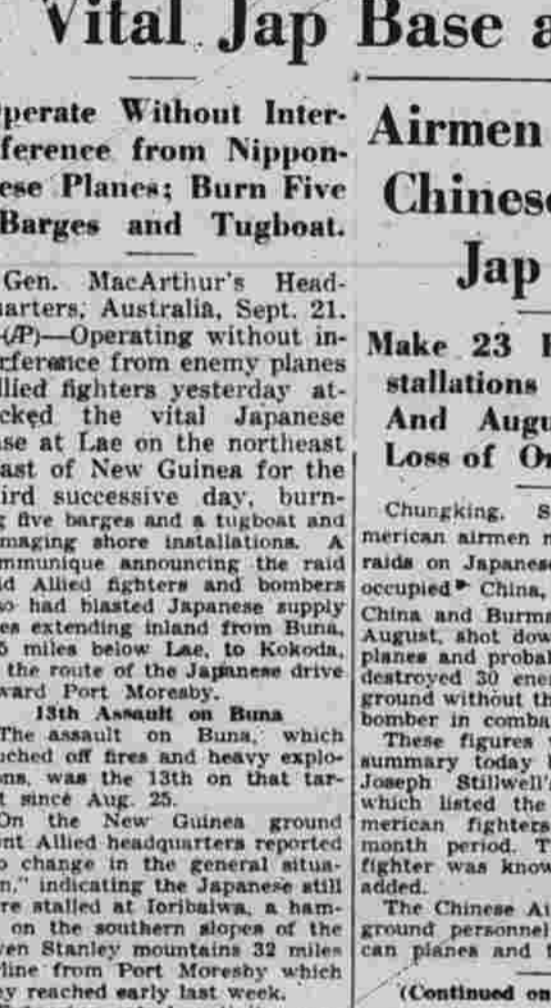 Vital Jap Base a
perate Without Inter-
ference from Nippon-
ese Planes; Burn Five
Barges and Tugboat.
Gen. MacArthur's Head-
uarters, Australia, Sept. 21.
(AP)—Operating without in-
rference from enemy planes
llied fighters yesterday at-
cked the vital Japanese
ase at Lae on the northeast
ast of New Guinea for the
ird successive day, burn-
g five barges and a tugboat and
maging shore installations. A
mmunique announcing the raid
id Allied fighters and bombers
so had blasted Japanese supply
es extending inland from Buna,
5 miles below Lae, to Kokoda,
the route of the Japanese drive
ward Port Moresby.
13th Assault on Buna
The assault on Buna, which
uched off fires and heavy explo-
ons, was the 13th on that tar-
t since Aug. 25.
On the New Guinea ground
ont Allied headquarters reported
o change in the general situa-
n," indicating the Japanese still
re stalled at Ioribaiwa, a ham-
on the southern slopes of the
wen Stanley mountains 32 miles
line from Port Moresby which
ey reached early last week.
Airmen
Chinese
Jap
Make 23
stallations
And Augu
Loss of On
Chungking, S
merican airmen
raids on Japanese
occupied China,
China and Burma
August, shot dow
planes and probab
destroyed 30 ene
ground without th
bomber in comba
These figures
summary today
Joseph Stillwell'
which listed the
merican fighters
month period. T
fighter was know
added.
The Chinese Ai
ground personnel
can planes and
(Continued on